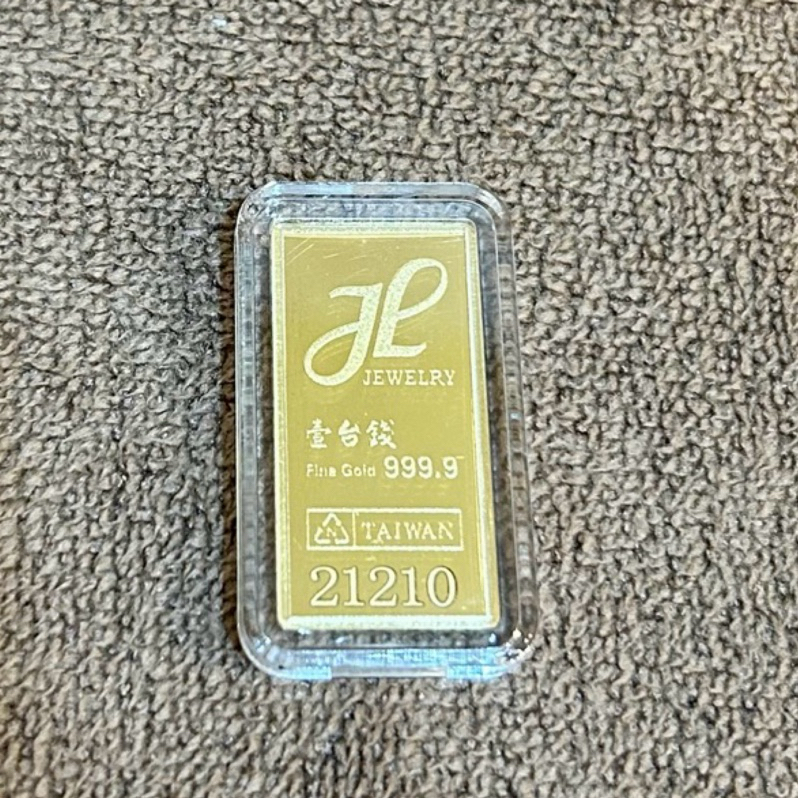 JL
JEWELRY
壹台錢
Fine Gold 999.9
TAIWAN
21210